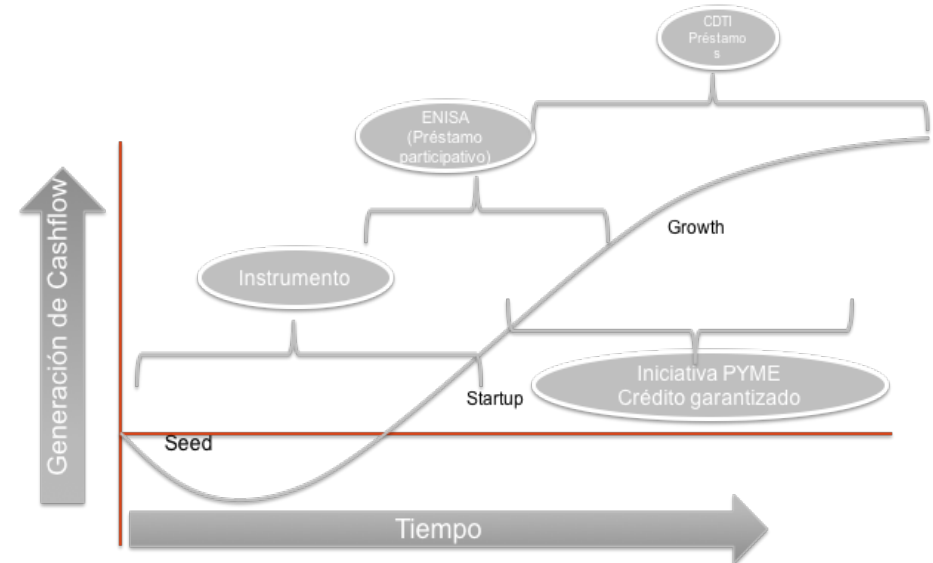 CDTI
Préstamo
s
ENISA
(Préstamo
participativo)
Growth
Instrumento
Generación de Cashflow
Iniciativa PYME
Crédito garantizado
Startup
Seed
Tiempo